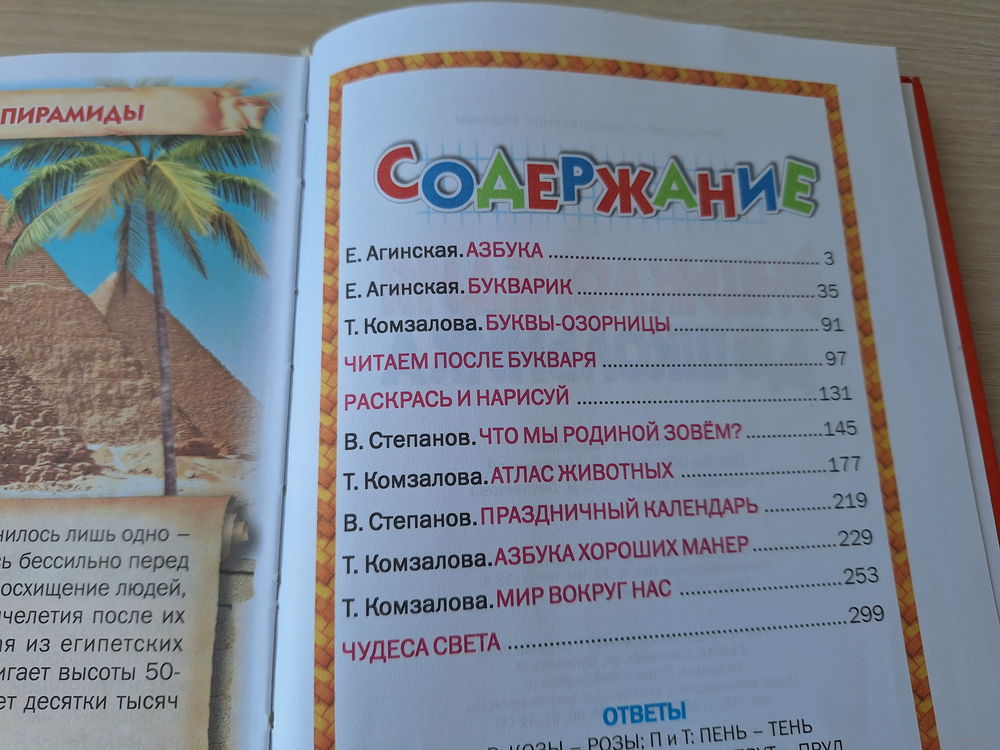 ПИРАМИДЫ
нилось лишь одно –
бессильно перед
осхищение людей,
челетия после их
из египетских
игает высоты 50-
ет десятки тысяч
СОДЕРЖАНИЕ
Е. Агинская. АЗБУКА ........ 3
Е. Агинская. БУКВАРИК ........ 35
Т. Комзалова. БУКВЫ-ОЗОРНИЦЫ ........ 91
ЧИТАЕМ ПОСЛЕ БУКВАРЯ ........ 97
РАСКРАСЬ И НАРИСУЙ ........ 131
В. Степанов. ЧТО МЫ РОДИНОЙ ЗОВЁМ? ........ 145
Т. Комзалова. АТЛАС ЖИВОТНЫХ ........ 177
В. Степанов. ПРАЗДНИЧНЫЙ КАЛЕНДАРЬ ........ 219
Т. Комзалова. АЗБУКА ХОРОШИХ МАНЕР ........ 229
Т. Комзалова. МИР ВОКРУГ НАС ........ 253
ЧУДЕСА СВЕТА ........ 299
ОТВЕТЫ
КОЗЫ – РОЗЫ; П и Т: ПЕНЬ – ТЕНЬ
ПРУТ – ПРУД